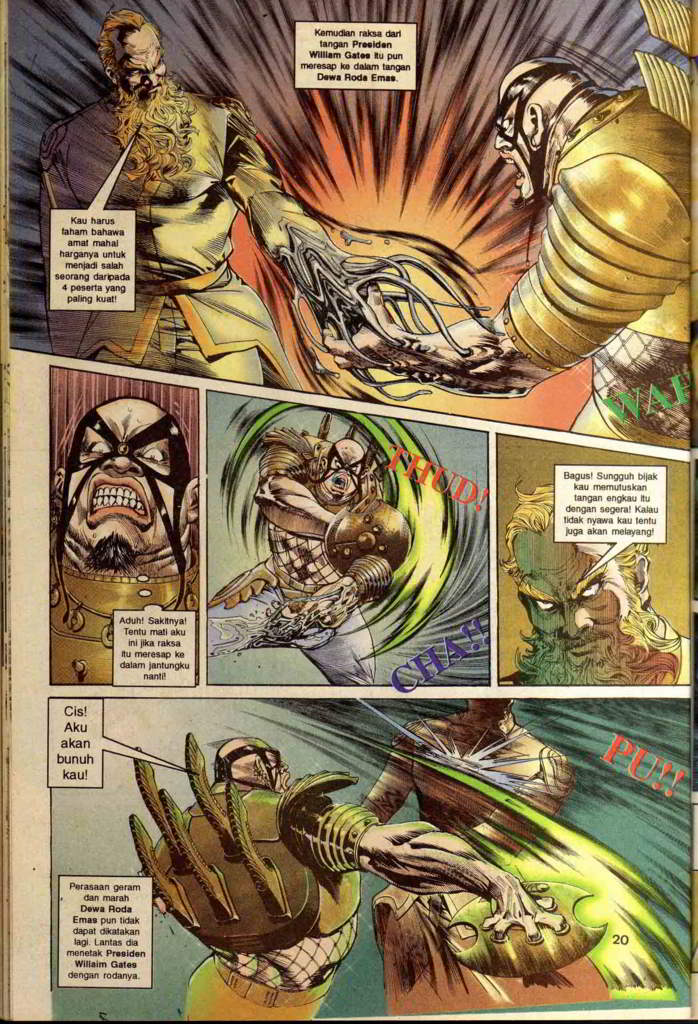 Kemudian raksa dari
tangan Presiden
William Gates itu pun
meresap ke dalam tangan
Dewa Roda Emas.
Kau harus
faham bahawa
amat mahal
harganya untuk
menjadi salah
seorang daripada
4 peserta yang
paling kuat!
Aduh! Sakitnya!
Tentu mati aku
ini jika raksa
itu meresap ke
dalam jantungku
nanti!
THUD!
CHA!!
Bagus! Sungguh bijak
kau memutuskan
tangan engkau itu
dengan segera! Kalau
tidak nyawa kau tentu
juga akan melayang!
Cis!
Aku
akan
bunuh
kau!
PU!!
Perasaan geram
dan marah
Dewa Roda
Emas pun tidak
dapat dikatakan
lagi. Lantas dia
menetak Presiden
Willaim Gates
dengan rodanya.
20